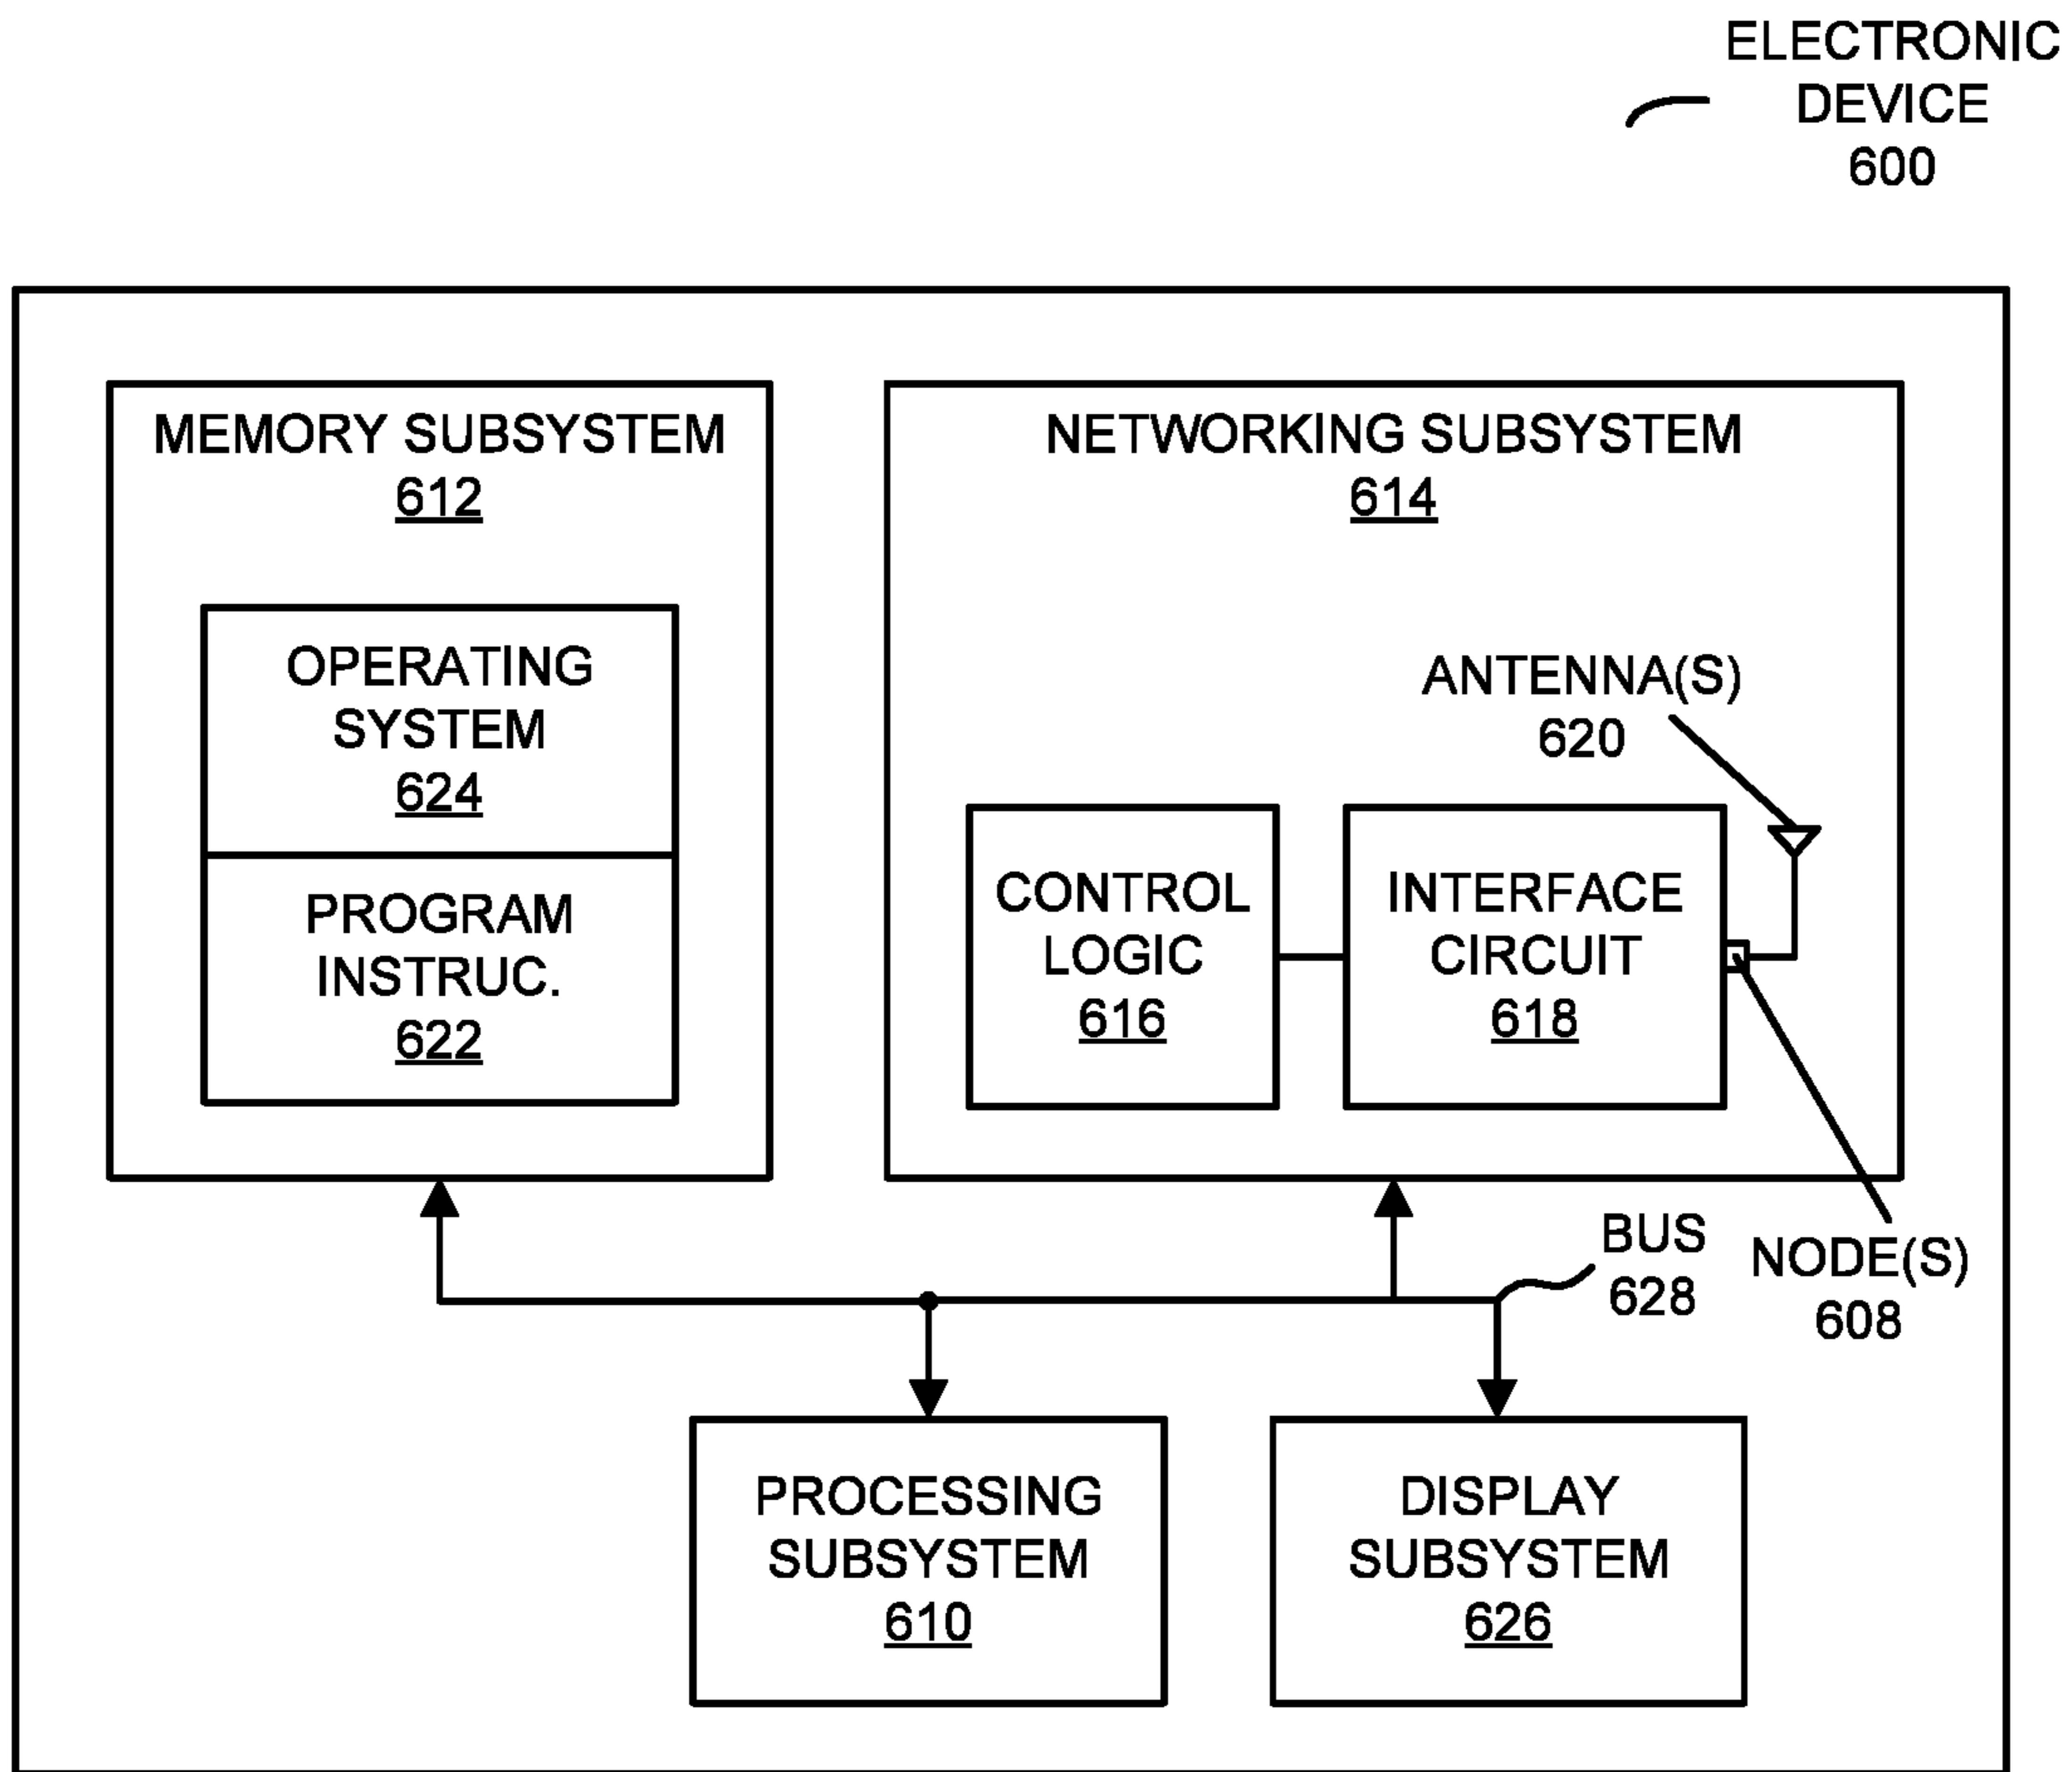 ELECTRONIC
DEVICE
600
MEMORY SUBSYSTEM
612
OPERATING
SYSTEM
624
PROGRAM
INSTRUC.
622
NETWORKING SUBSYSTEM
614
ANTENNA(S)
620
CONTROL
LOGIC
616
INTERFACE
CIRCUIT
618
BUS
628
NODE(S)
608
PROCESSING
SUBSYSTEM
610
DISPLAY
SUBSYSTEM
626